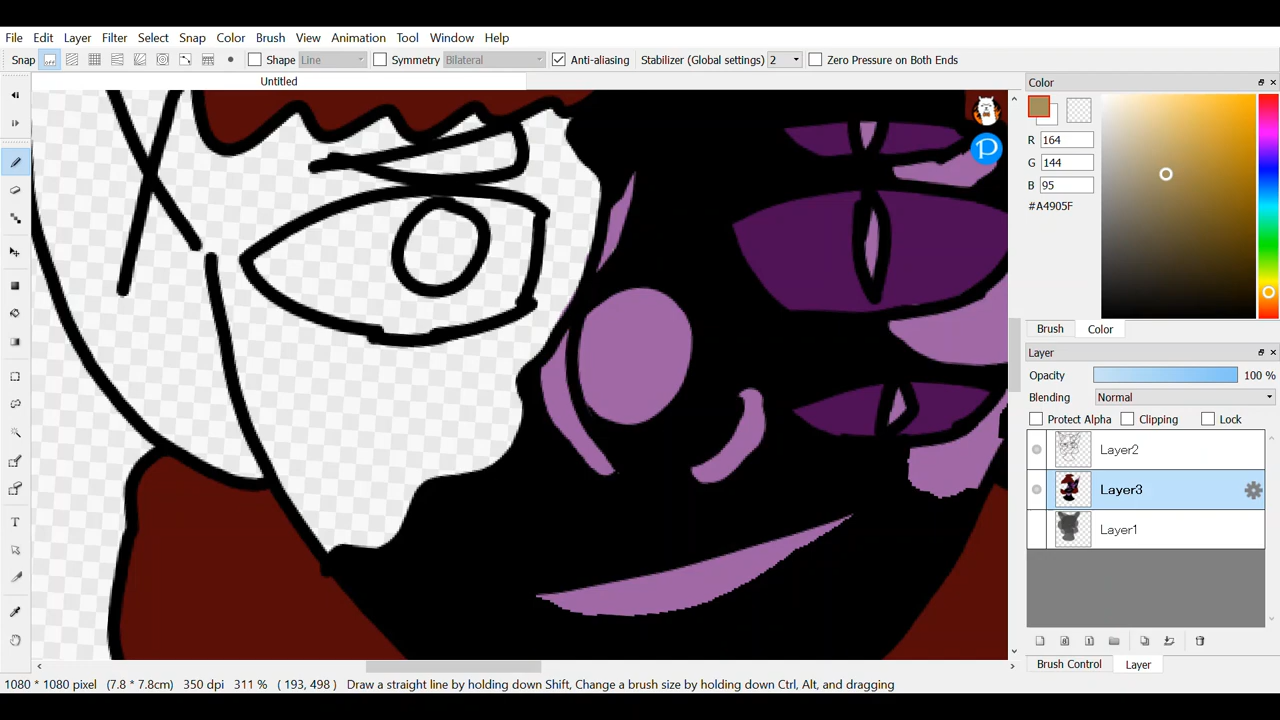 File Edit Layer Filter Select Snap Color Brush View Animation Tool Window Help
Snap Shape Line Symmetry Bilateral Anti-aliasing Stabilizer (Global settings) 2 Zero Pressure on Both Ends
Untitled
Color
R 164
G 144
B 95
#A4905F
Brush Color
Layer
Opacity 100 %
Blending Normal
Protect Alpha Clipping Lock
Layer2
Layer3
Layer1
Brush Control Layer
1080 * 1080 pixel (7.8 * 7.8cm) 350 dpi 311 % ( 193, 498 ) Draw a straight line by holding down Shift, Change a brush size by holding down Ctrl, Alt, and dragging